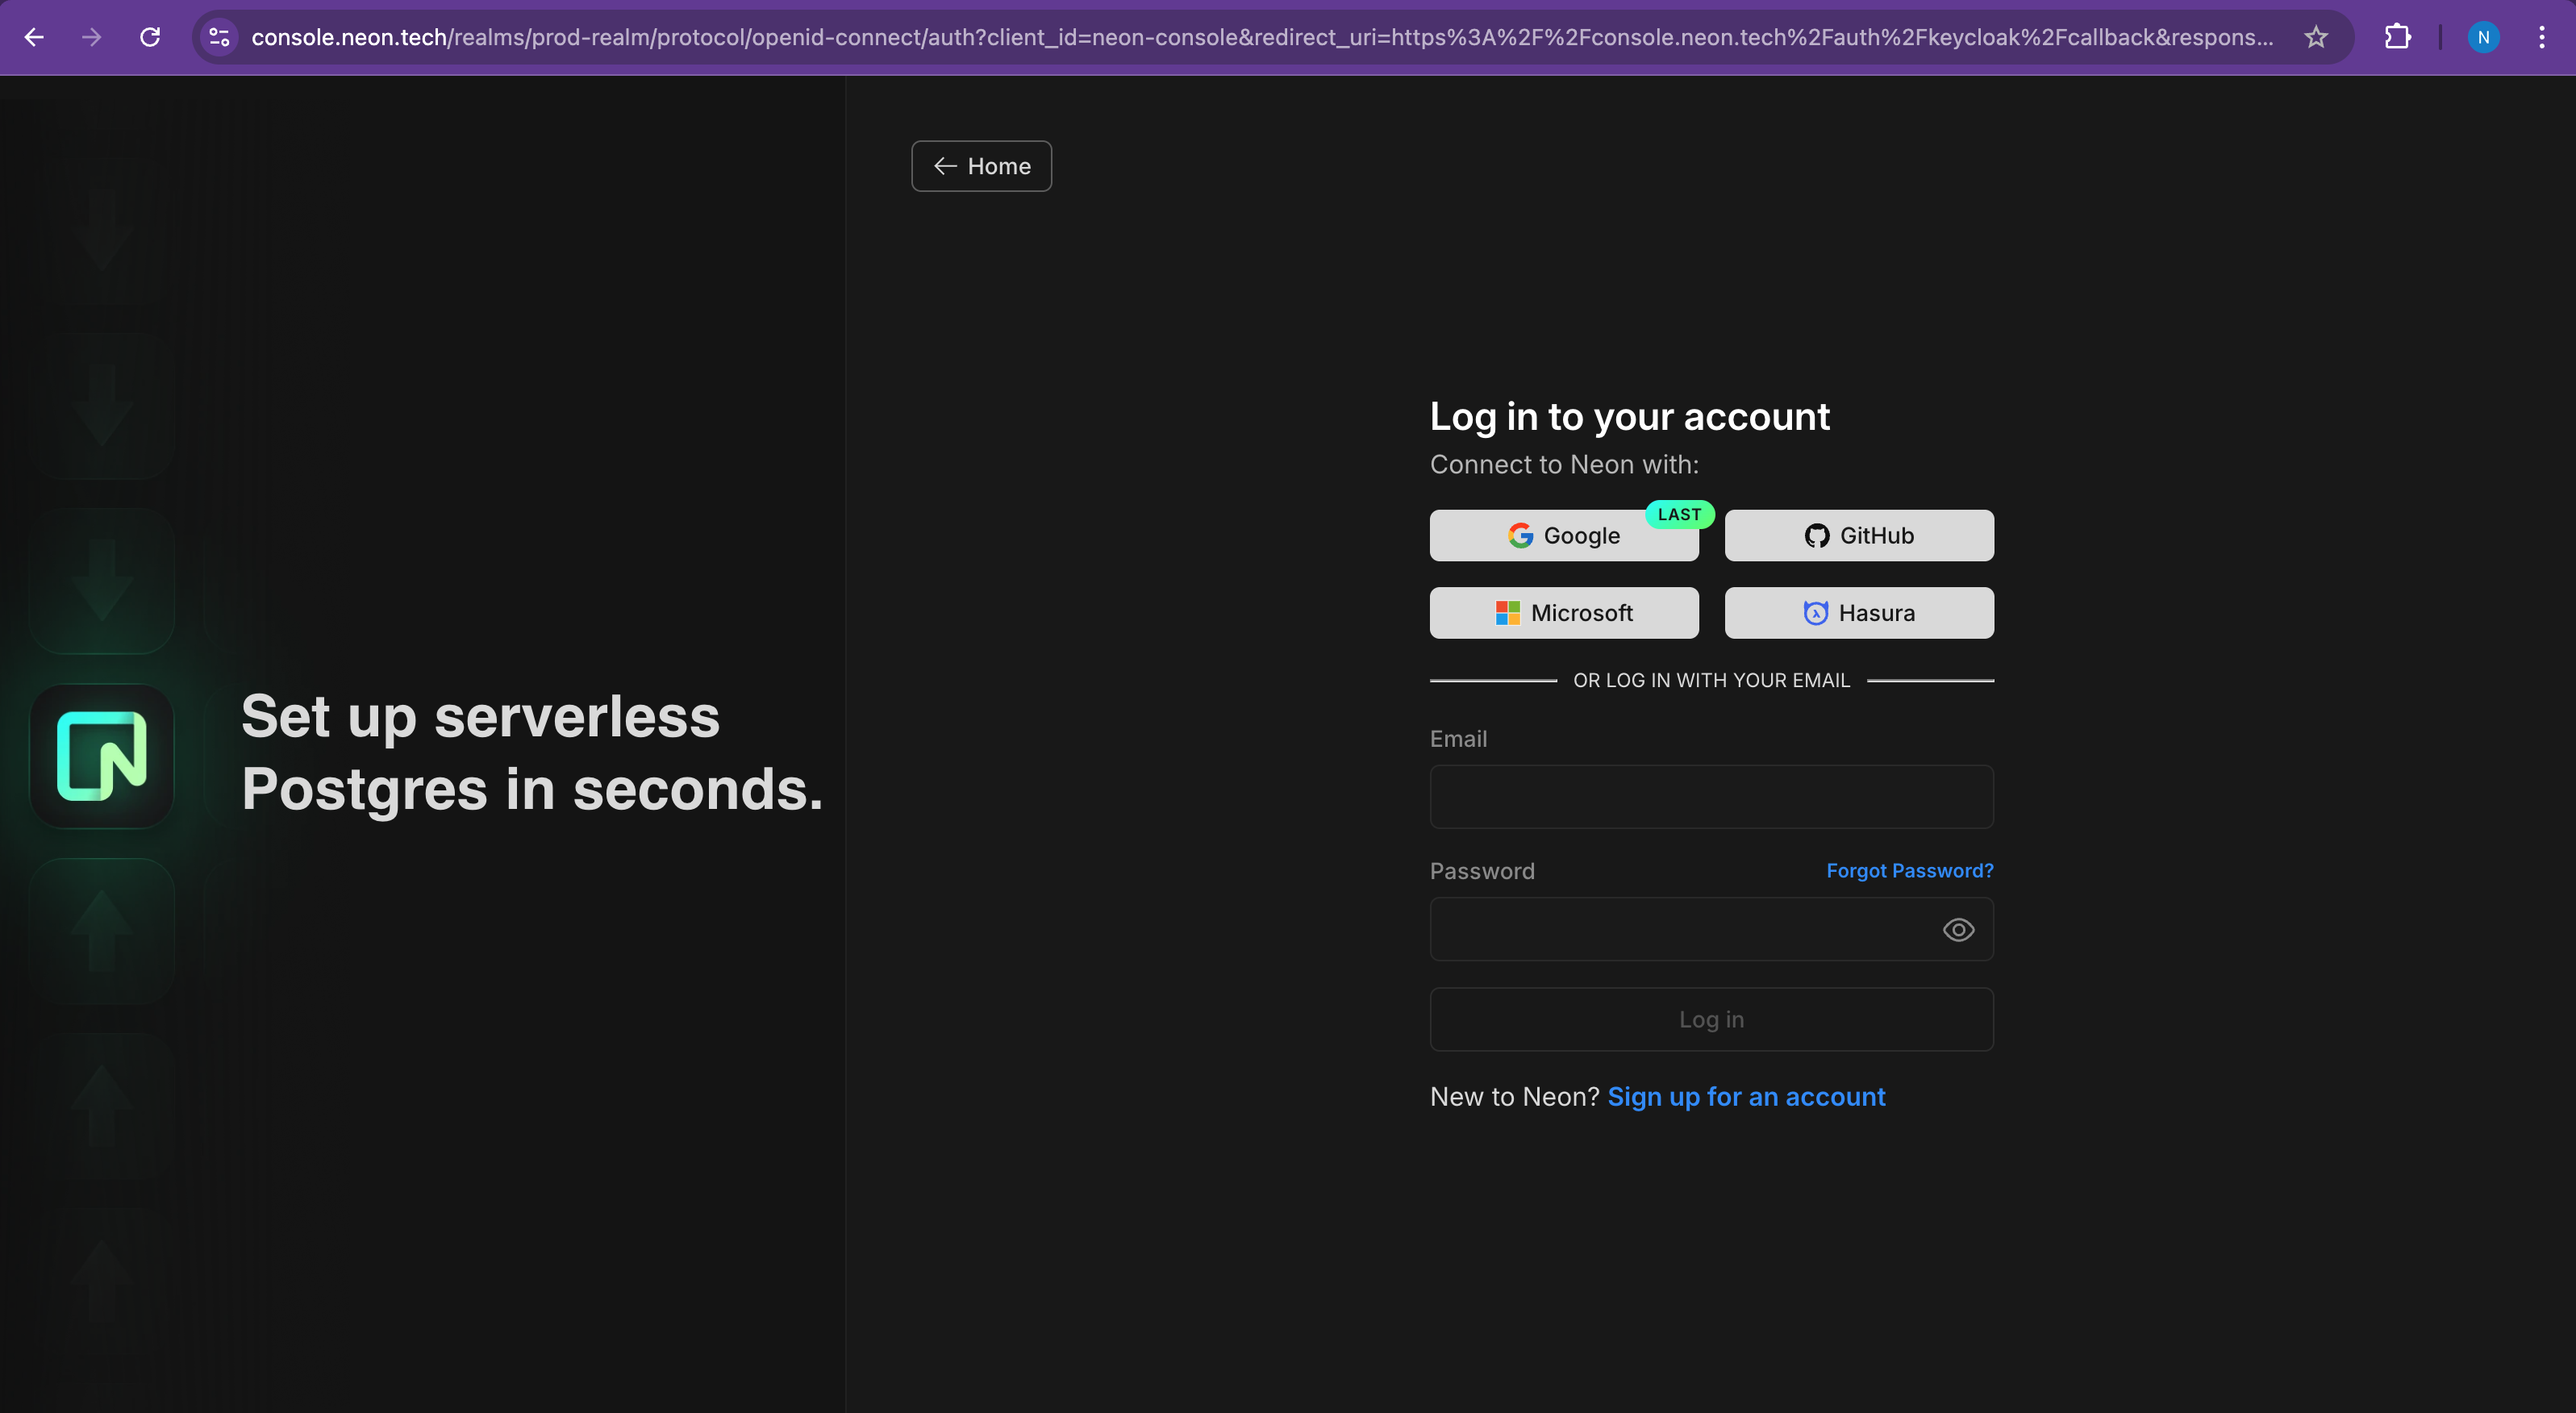 console.neon.tech/realms/prod-realm/protocol/openid-connect/auth?client_id=neon-console&redirect_uri=https%3A%2F%2Fconsole.neon.tech%2Fauth%2Fkeycloak%2Fcallback&respons...
N
Home
Set up serverless
Postgres in seconds.
Log in to your account
Connect to Neon with:
LAST
Google
GitHub
Microsoft
Hasura
OR LOG IN WITH YOUR EMAIL
Email
Password
Forgot Password?
Log in
New to Neon? Sign up for an account